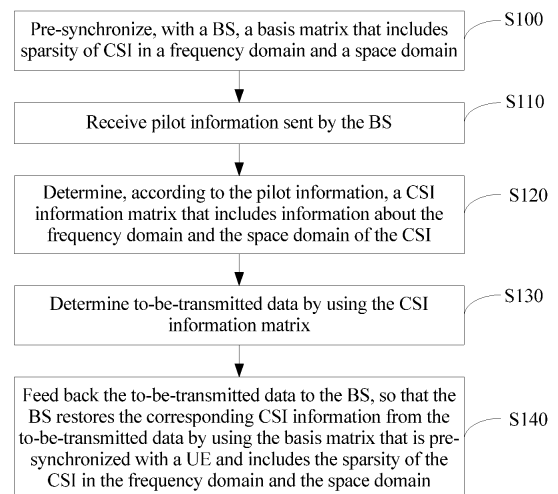 Pre-synchronize, with a BS, a basis matrix that includes
sparsity of CSI in a frequency domain and a space domain
S100
Receive pilot information sent by the BS
S110
Determine, according to the pilot information, a CSI
information matrix that includes information about the
frequency domain and the space domain of the CSI
S120
Determine to-be-transmitted data by using the CSI
information matrix
S130
Feed back the to-be-transmitted data to the BS, so that the
BS restores the corresponding CSI information from the
to-be-transmitted data by using the basis matrix that is pre-
synchronized with a UE and includes the sparsity of the
CSI in the frequency domain and the space domain
S140